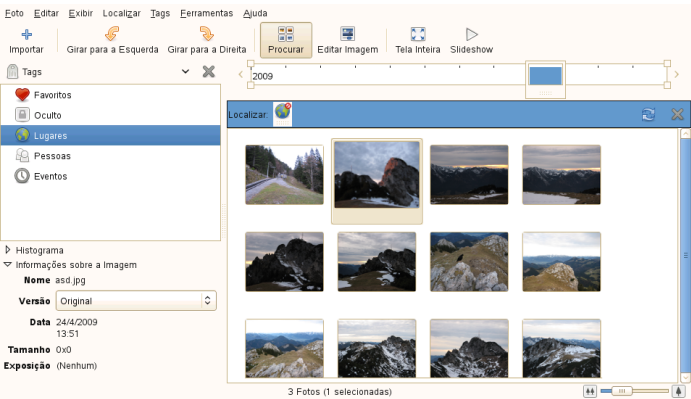 Foto Editar Exibir Localizar Tags Ferramentas Ajuda
Importar Girar para a Esquerda Girar para a Direita Procurar Editar Imagem Tela Inteira Slideshow
Tags
2009
Favoritos
Oculto
Lugares
Pessoas
Eventos
Localizar:
Histograma
Informações sobre a Imagem
Nome asd.jpg
Versão Original
Data 24/4/2009
13:51
Tamanho 0x0
Exposição (Nenhum)
3 Fotos (1 selecionadas)